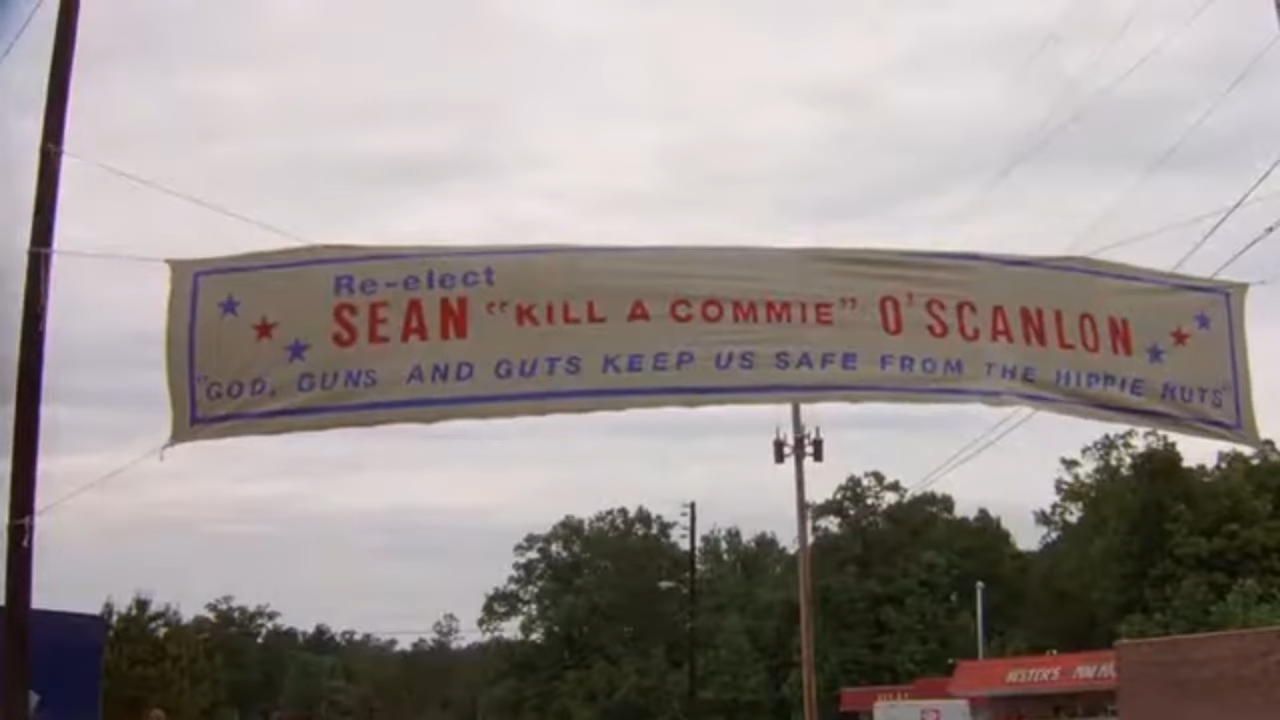 Re-elect
SEAN "KILL A COMMIE" O'SCANLON
"GOD, GUNS AND GUTS KEEP US SAFE FROM THE HIPPIE NUTS"